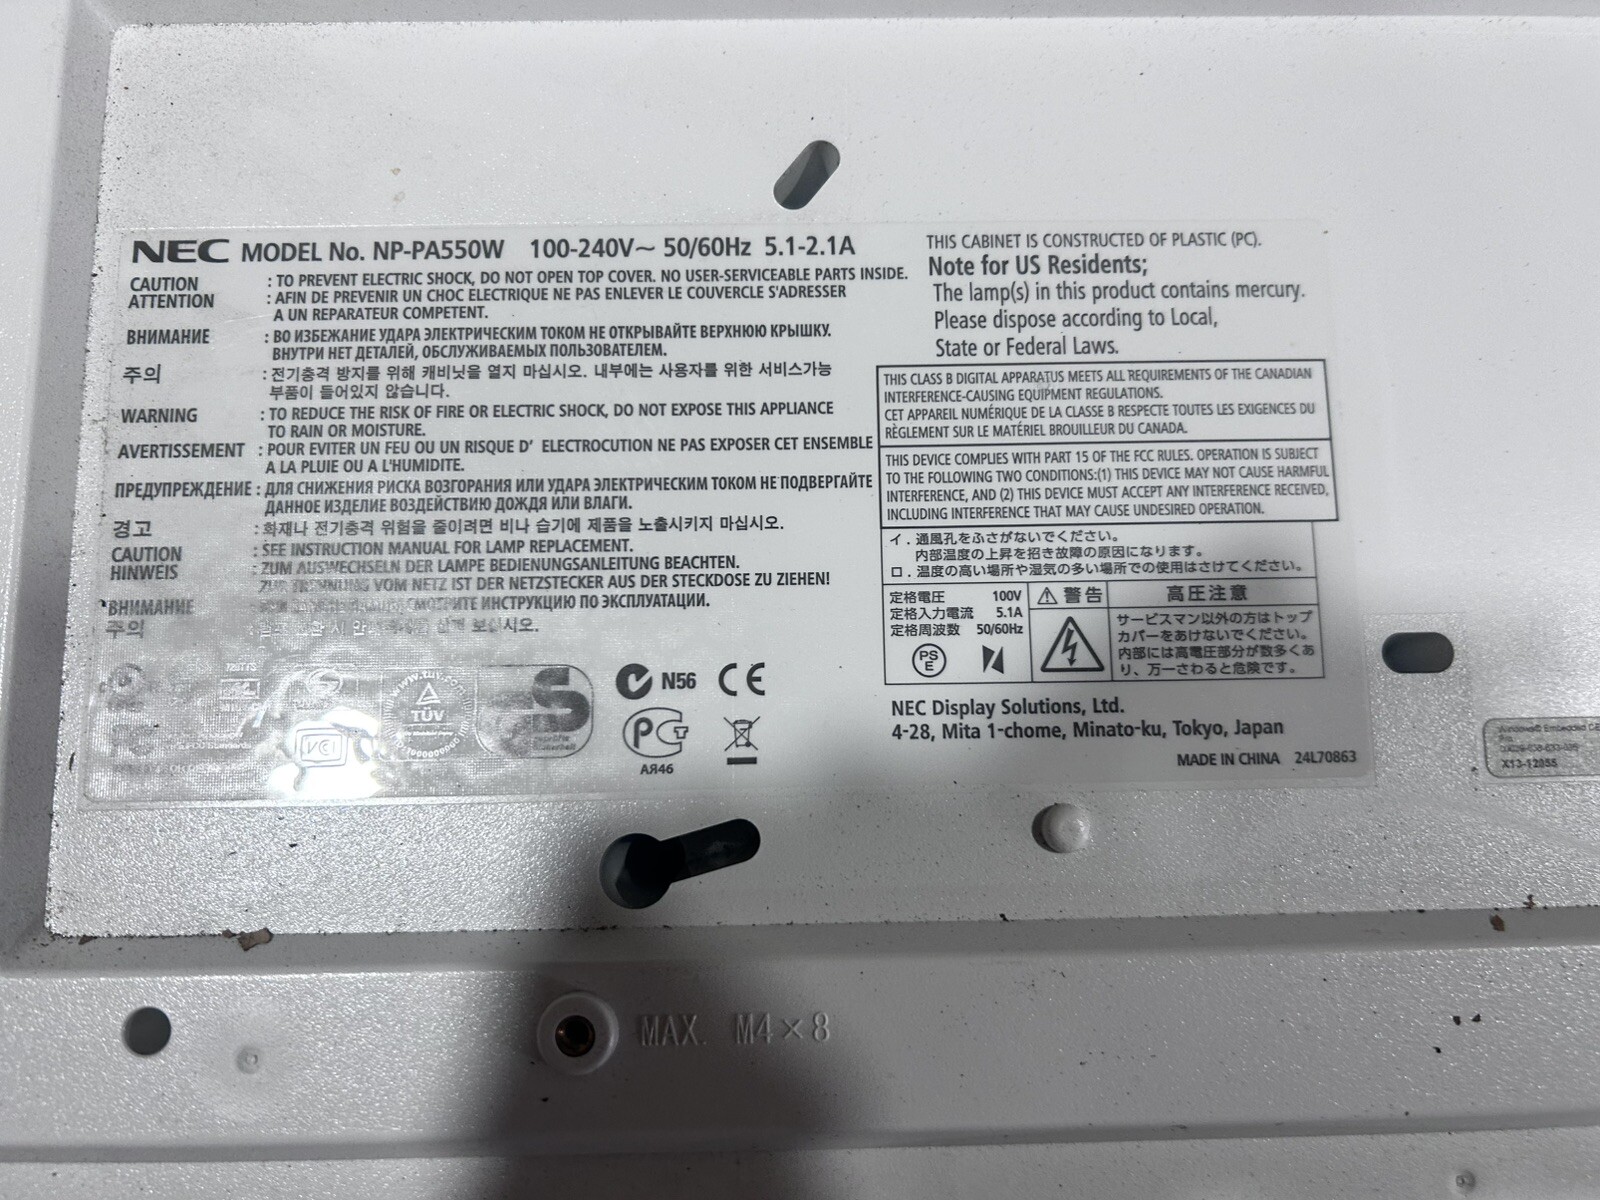 NEC MODEL No. NP-PA550W 100-240V~ 50/60Hz 5.1-2.1A
CAUTION : TO PREVENT ELECTRIC SHOCK, DO NOT OPEN TOP COVER. NO USER-SERVICEABLE PARTS INSIDE.
ATTENTION : AFIN DE PREVENIR UN CHOC ELECTRIQUE NE PAS ENLEVER LE COUVERCLE S'ADRESSER
A UN REPARATEUR COMPETENT.
ВНИМАНИЕ : ВО ИЗБЕЖАНИЕ УДАРА ЭЛЕКТРИЧЕСКИМ ТОКОМ НЕ ОТКРЫВАЙТЕ ВЕРХНЮЮ КРЫШКУ.
ВНУТРИ НЕТ ДЕТАЛЕЙ, ОБСЛУЖИВАЕМЫХ ПОЛЬЗОВАТЕЛЕМ.
주의 : 전기충격 방지를 위해 캐비닛을 열지 마십시오. 내부에는 사용자를 위한 서비스가능
부품이 들어있지 않습니다.
WARNING : TO REDUCE THE RISK OF FIRE OR ELECTRIC SHOCK, DO NOT EXPOSE THIS APPLIANCE
TO RAIN OR MOISTURE.
AVERTISSEMENT : POUR EVITER UN FEU OU UN RISQUE D' ELECTROCUTION NE PAS EXPOSER CET ENSEMBLE
A LA PLUIE OU A L'HUMIDITE.
ПРЕДУПРЕЖДЕНИЕ : ДЛЯ СНИЖЕНИЯ РИСКА ВОЗГОРАНИЯ ИЛИ УДАРА ЭЛЕКТРИЧЕСКИМ ТОКОМ НЕ ПОДВЕРГАЙТЕ
ДАННОЕ ИЗДЕЛИЕ ВОЗДЕЙСТВИЮ ДОЖДЯ ИЛИ ВЛАГИ.
경고 : 화재나 전기충격 위험을 줄이려면 비나 습기에 제품을 노출시키지 마십시오.
CAUTION : SEE INSTRUCTION MANUAL FOR LAMP REPLACEMENT.
HINWEIS : ZUM AUSWECHSELN DER LAMPE BEDIENUNGSANLEITUNG BEACHTEN.
ZUR TRENNUNG VOM NETZ IST DER NETZSTECKER AUS DER STECKDOSE ZU ZIEHEN!
ВНИМАНИЕ : СМОТРИТЕ ИНСТРУКЦИЮ ПО ЭКСПЛУАТАЦИИ.
주의
www.tuv.com
TÜV
VCCI
S
N56 CE
PCT
АЯ46
THIS CABINET IS CONSTRUCTED OF PLASTIC (PC).
Note for US Residents;
The lamp(s) in this product contains mercury.
Please dispose according to Local,
State or Federal Laws.
THIS CLASS B DIGITAL APPARATUS MEETS ALL REQUIREMENTS OF THE CANADIAN
INTERFERENCE-CAUSING EQUIPMENT REGULATIONS.
CET APPAREIL NUMÉRIQUE DE LA CLASSE B RESPECTE TOUTES LES EXIGENCES DU
RÈGLEMENT SUR LE MATÉRIEL BROUILLEUR DU CANADA.
THIS DEVICE COMPLIES WITH PART 15 OF THE FCC RULES. OPERATION IS SUBJECT
TO THE FOLLOWING TWO CONDITIONS:(1) THIS DEVICE MAY NOT CAUSE HARMFUL
INTERFERENCE, AND (2) THIS DEVICE MUST ACCEPT ANY INTERFERENCE RECEIVED,
INCLUDING INTERFERENCE THAT MAY CAUSE UNDESIRED OPERATION.
イ．通風孔をふさがないでください。
内部温度の上昇を招き故障の原因になります。
ロ．温度の高い場所や湿気の多い場所での使用はさけてください。
定格電圧 100V
定格入力電流 5.1A
定格周波数 50/60Hz
PS
E
警告 高圧注意
サービスマン以外の方はトップ
カバーをあけないでください。
内部には高電圧部分が数多くあ
り、万一さわると危険です。
NEC Display Solutions, Ltd.
4-28, Mita 1-chome, Minato-ku, Tokyo, Japan
MADE IN CHINA 24L70863
Windows® Embedded
X13-12055
MAX. M4×8